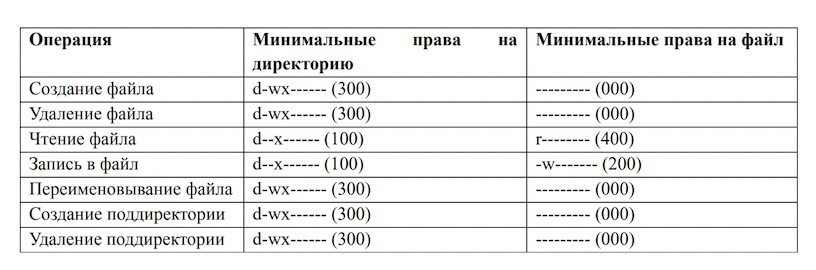 Операция Минимальные права на директорию Минимальные права на файл
Создание файла d-wx------ (300) --------- (000)
Удаление файла d-wx------ (300) --------- (000)
Чтение файла d--x------ (100) r-------- (400)
Запись в файл d--x------ (100) -w------- (200)
Переименовывание файла d-wx------ (300) --------- (000)
Создание поддиректории d-wx------ (300) --------- (000)
Удаление поддиректории d-wx------ (300) --------- (000)